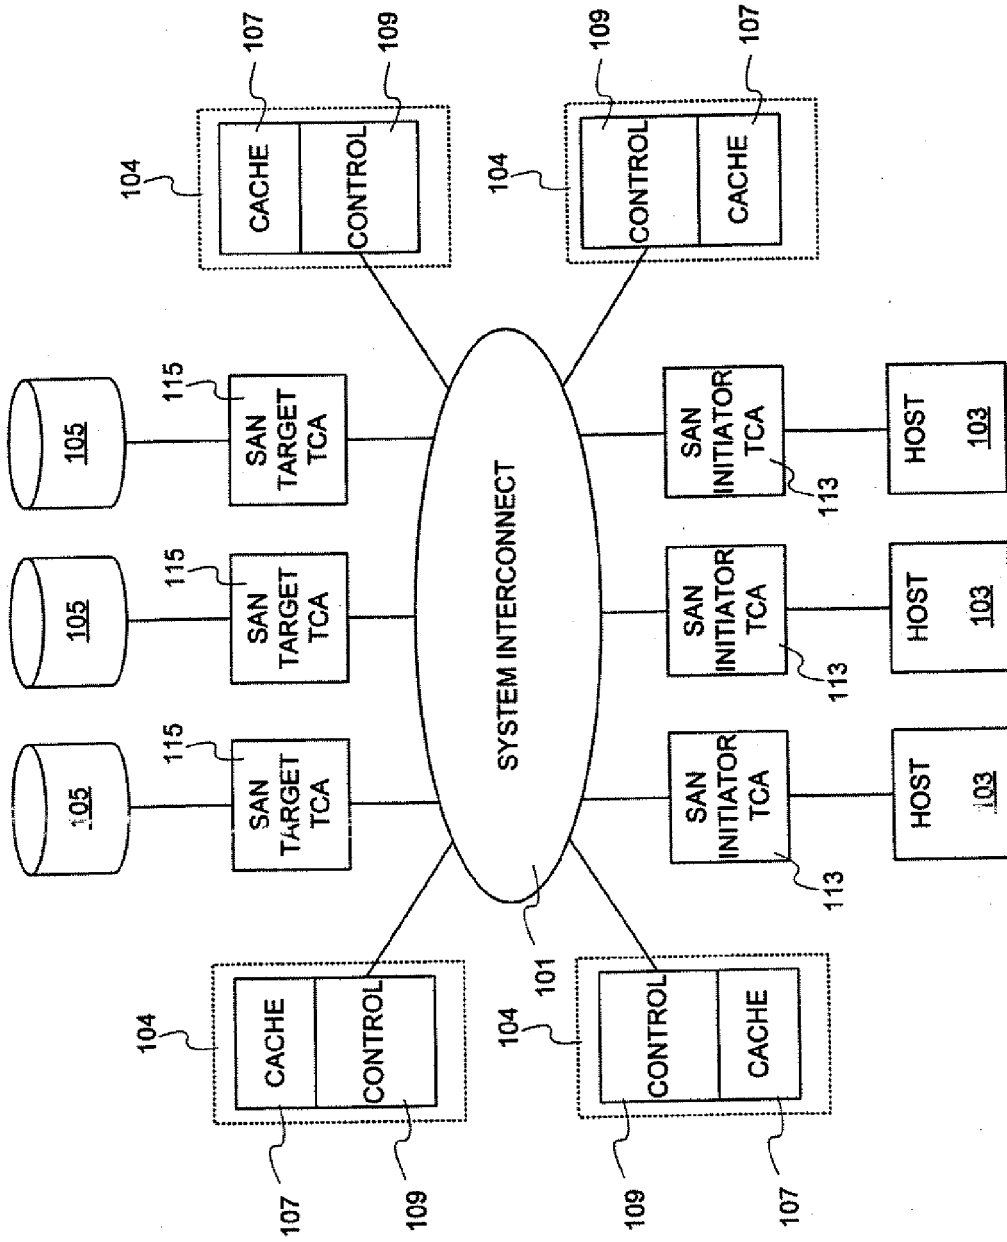 105 105 105
104 115 115 115 104
SAN TARGET TCA
SAN TARGET TCA
SAN TARGET TCA
107 CACHE CACHE 107
109 CONTROL CONTROL 109
SYSTEM INTERCONNECT
104 101 104
109 CONTROL CONTROL 109
SAN INITIATOR TCA
SAN INITIATOR TCA
SAN INITIATOR TCA
107 CACHE CACHE 107
113 113 113
HOST HOST HOST
103 103 103